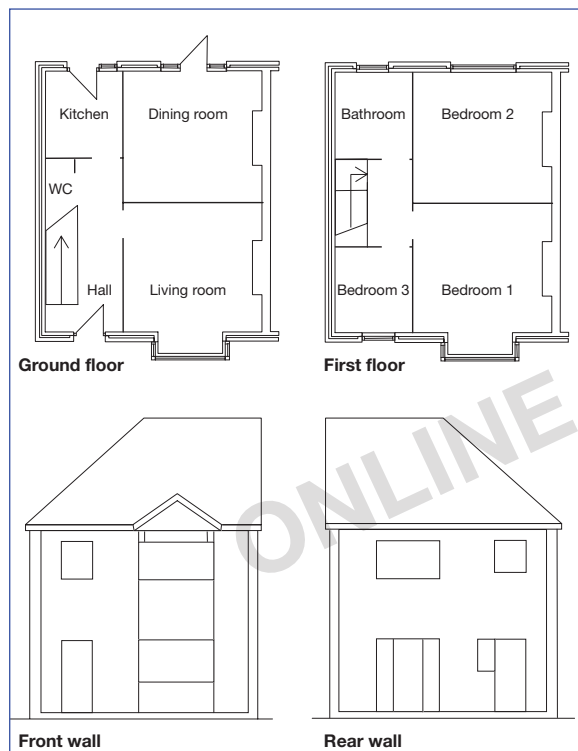 Kitchen
Dining room
WC
Hall
Living room
Ground floor
Bathroom
Bedroom 2
Bedroom 3
Bedroom 1
First floor
ONLINE
Front wall
Rear wall